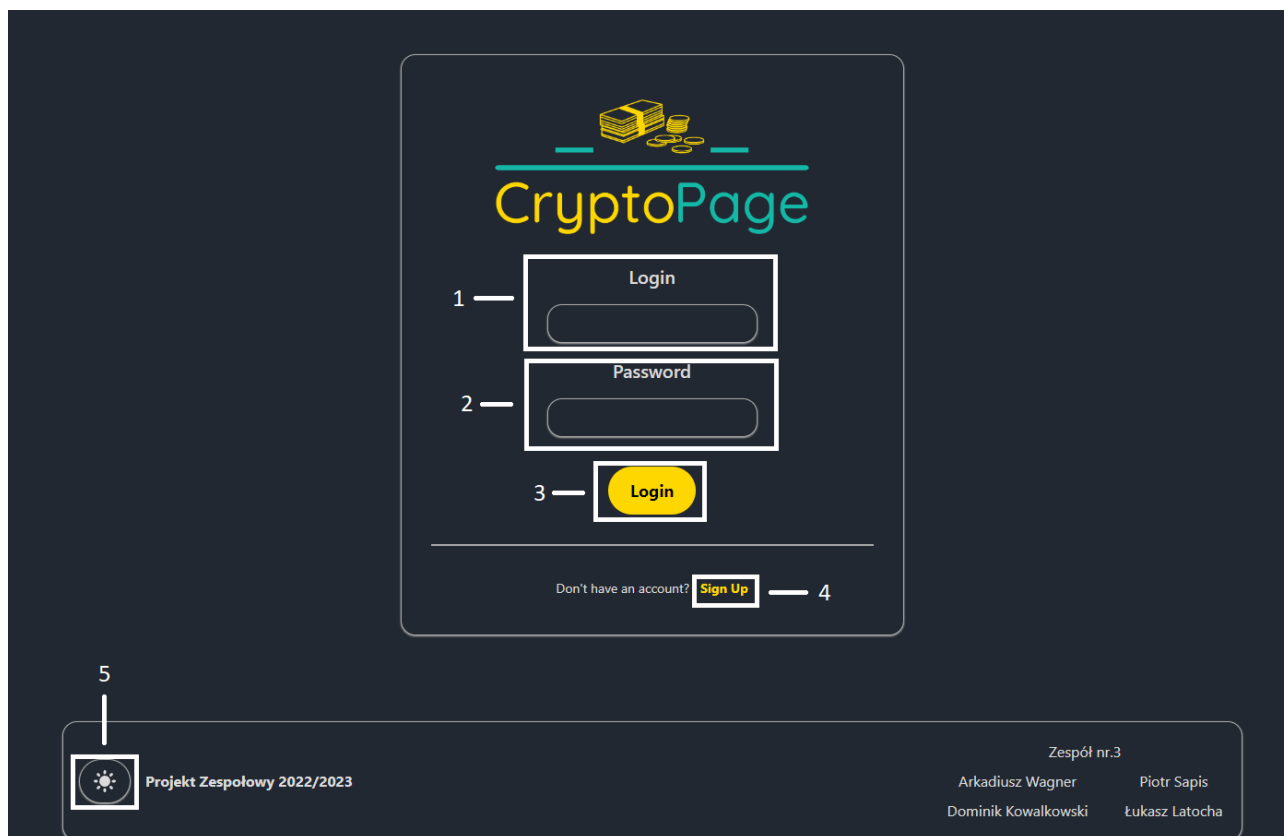 CryptoPage
1
Login
2
Password
3
Login
Don't have an account? Sign Up
4
5
Projekt Zespołowy 2022/2023
Zespół nr.3
Arkadiusz Wagner Piotr Sapis
Dominik Kowalkowski Łukasz Latocha